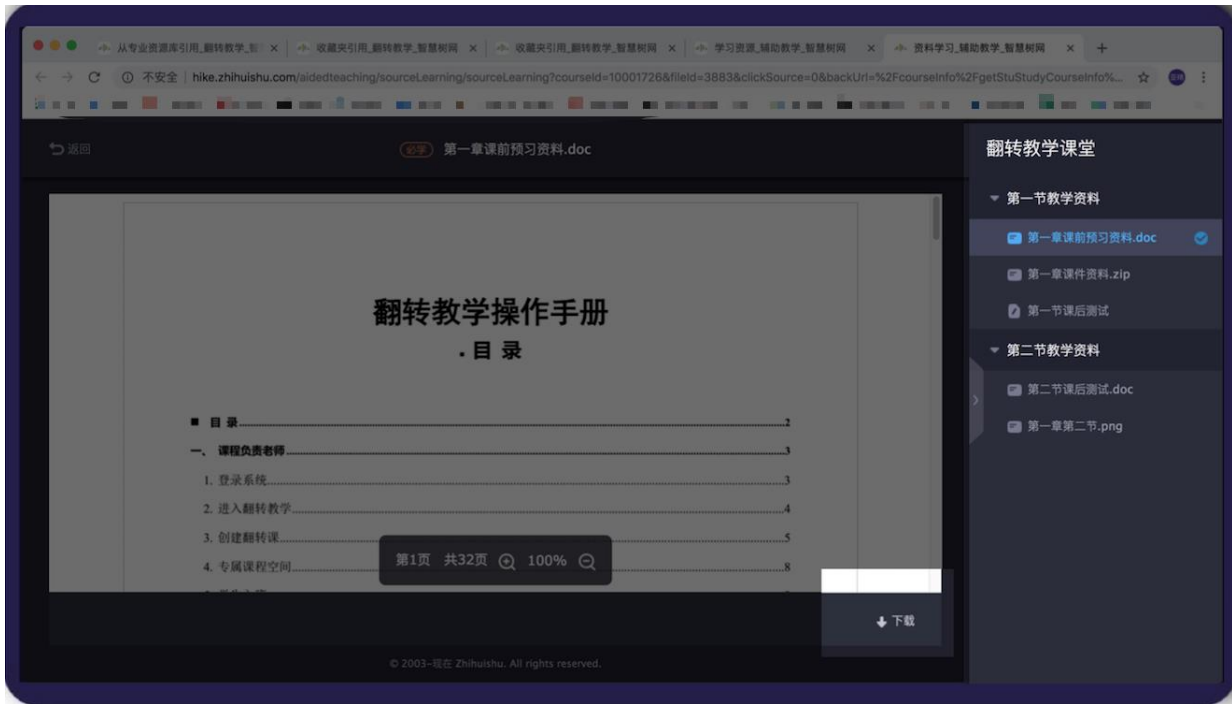 从专业资源库引用_翻转教学_智
收藏夹引用_翻转教学_智慧树网
收藏夹引用_翻转教学_智慧树网
学习资源_辅助教学_智慧树网
资料学习_辅助教学_智慧树网
不安全 | hike.zhihuishu.com/aidedteaching/sourceLearning/sourceLearning?courseId=10001726&fileId=3883&clickSource=0&backUrl=%2FcourseInfo%2FgetStuStudyCourseInfo%...
返回
必学 第一章课前预习资料.doc
翻转教学操作手册
. 目 录
■ 目 录 2
一、 课程负责老师 3
1. 登录系统 3
2. 进入翻转教学 4
3. 创建翻转课 5
4. 专属课程空间 8
第1页 共32页 100%
下载
© 2003-现在 Zhihuishu. All rights reserved.
翻转教学课堂
第一节教学资料
第一章课前预习资料.doc
第一章课件资料.zip
第一节课后测试
第二节教学资料
第二节课后测试.doc
第一章第二节.png